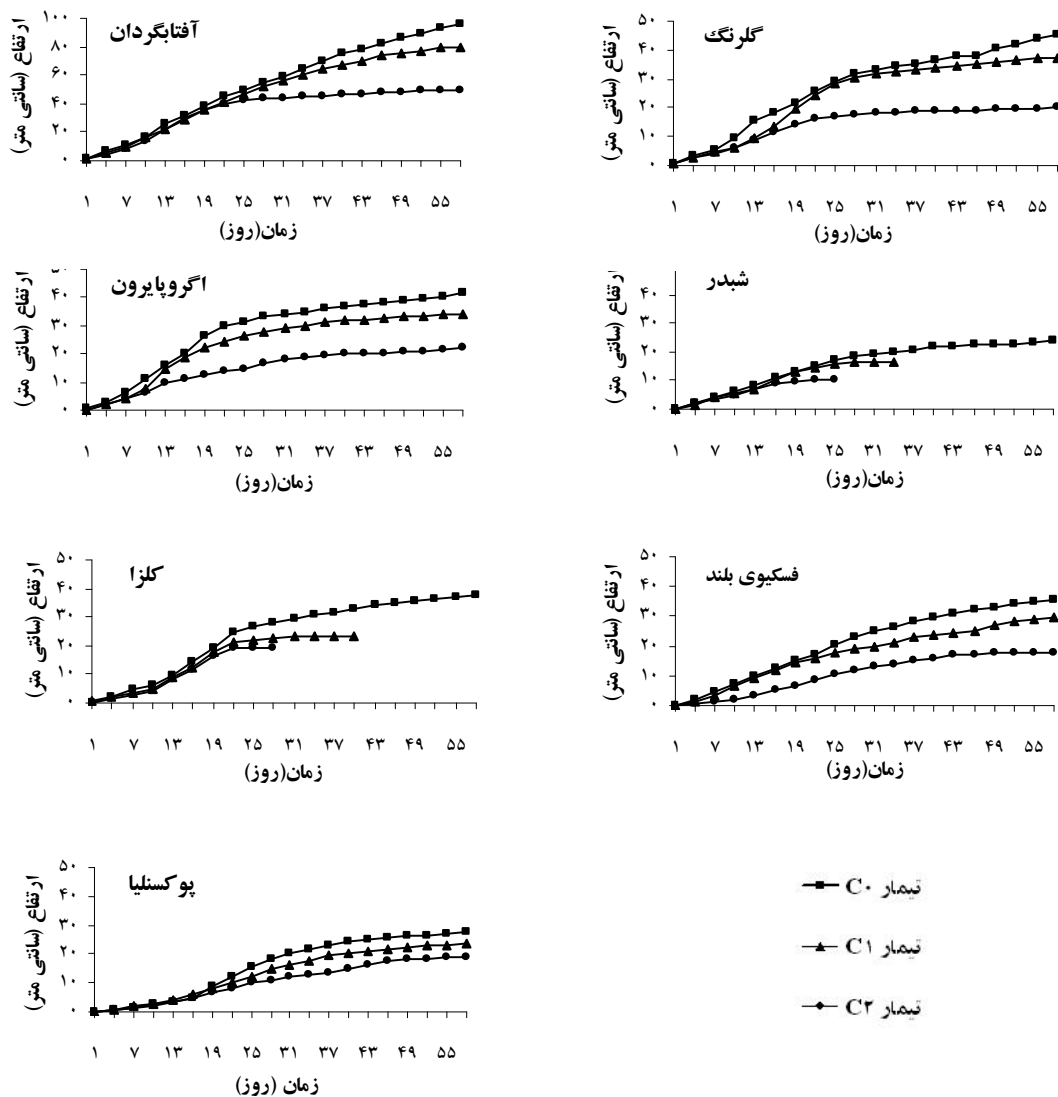 آفتابگردان
ارتفاع (سانتی متر)
۱۰۰
۸۰
۶۰
۴۰
۲۰
۰
۱ ۷ ۱۳ ۱۹ ۲۵ ۳۱ ۳۷ ۴۳ ۴۹ ۵۵
زمان(روز)
گلرنگ
ارتفاع (سانتی متر)
۵۰
۴۰
۳۰
۲۰
۱۰
۰
۱ ۷ ۱۳ ۱۹ ۲۵ ۳۱ ۳۷ ۴۳ ۴۹ ۵۵
زمان(روز)
اگروپایرون
ارتفاع (سانتی متر)
۴۰
۳۰
۲۰
۱۰
۰
۱ ۷ ۱۳ ۱۹ ۲۵ ۳۱ ۳۷ ۴۳ ۴۹ ۵۵
زمان(روز)
شبدر
ارتفاع (سانتی متر)
۴۰
۳۰
۲۰
۱۰
۰
۱ ۷ ۱۳ ۱۹ ۲۵ ۳۱ ۳۷ ۴۳ ۴۹ ۵۵
زمان(روز)
کلزا
ارتفاع (سانتی متر)
۵۰
۴۰
۳۰
۲۰
۱۰
۰
۱ ۷ ۱۳ ۱۹ ۲۵ ۳۱ ۳۷ ۴۳ ۴۹ ۵۵
زمان(روز)
فسکیوی بلند
ارتفاع (سانتی متر)
۵۰
۴۰
۳۰
۲۰
۱۰
۰
۱ ۷ ۱۳ ۱۹ ۲۵ ۳۱ ۳۷ ۴۳ ۴۹ ۵۵
زمان(روز)
پوکسنلیا
ارتفاع (سانتی متر)
۵۰
۴۰
۳۰
۲۰
۱۰
۰
۱ ۷ ۱۳ ۱۹ ۲۵ ۳۱ ۳۷ ۴۳ ۴۹ ۵۵
زمان (روز)
تیمار C۰
تیمار C۱
تیمار C۲